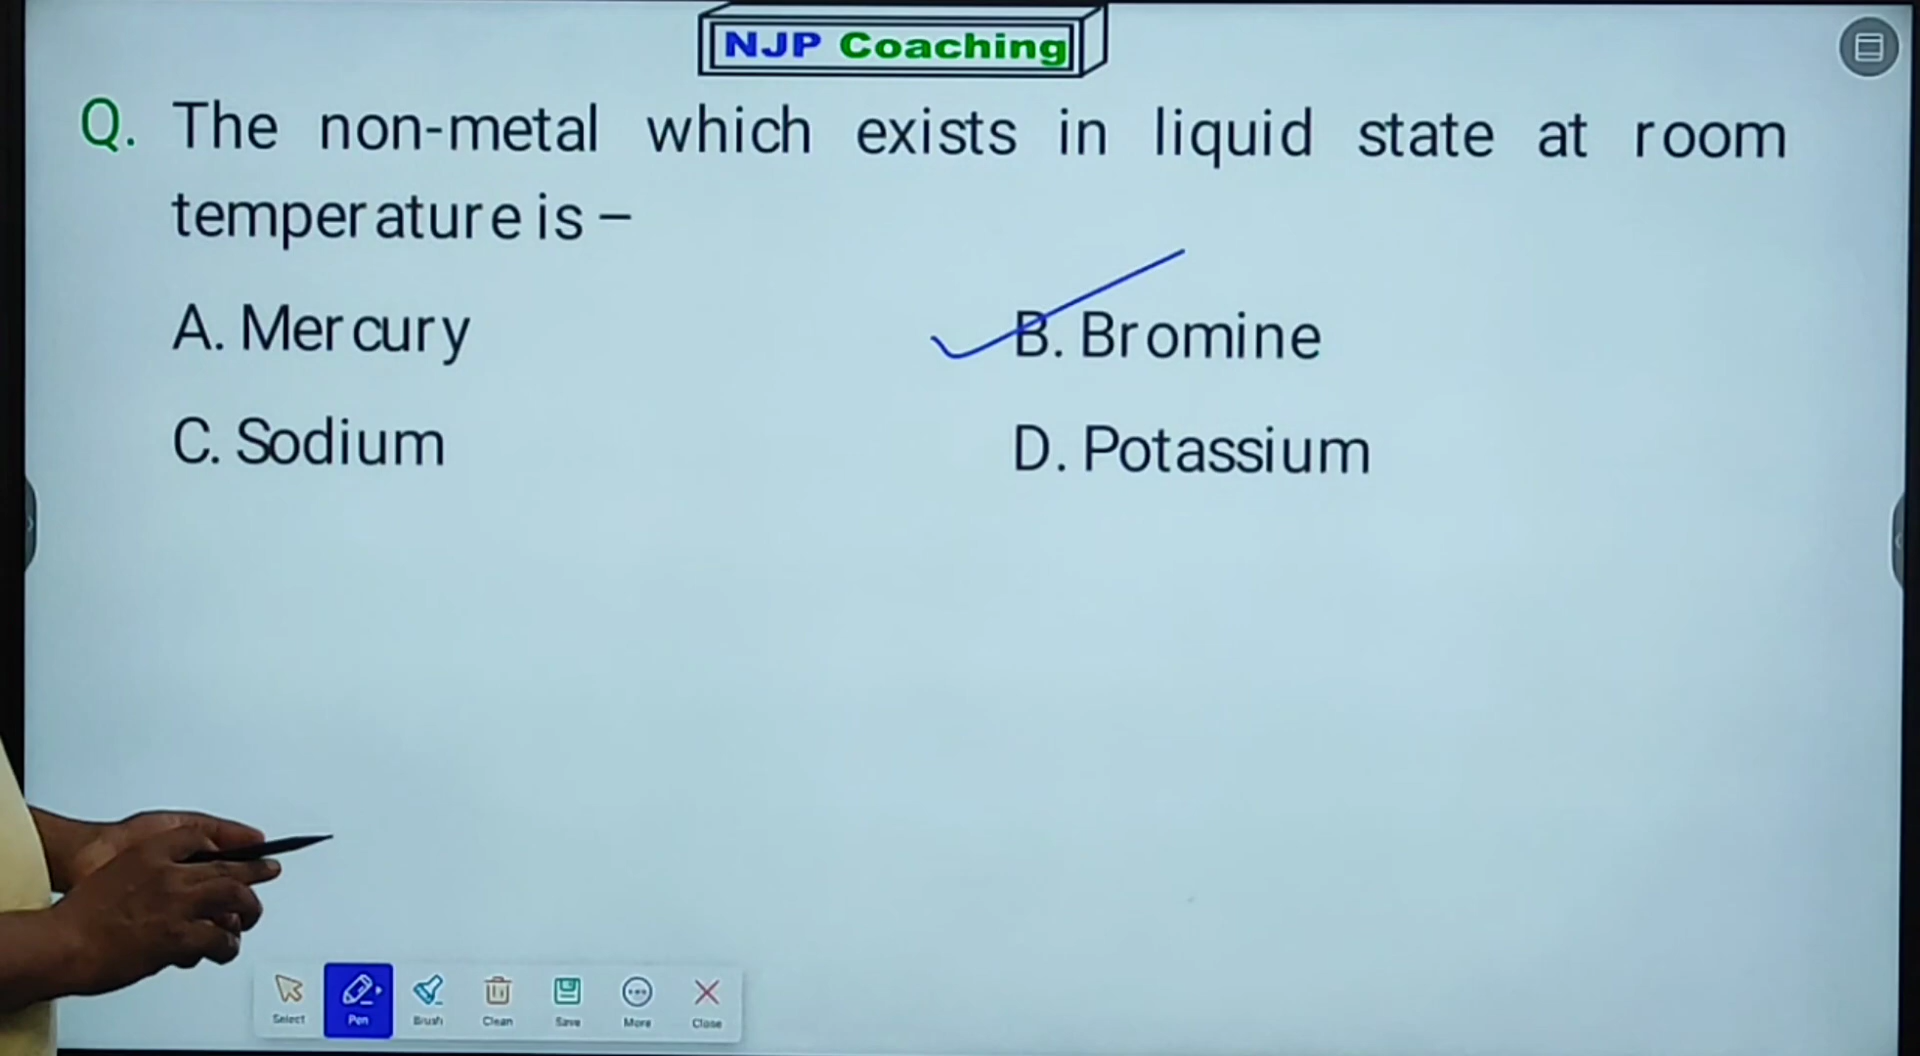 NJP Coaching
Q. The non-metal which exists in liquid state at room
temperature is –
A. Mercury
B. Bromine
C. Sodium
D. Potassium
Select
Pen
Brush
Clean
Save
More
Close